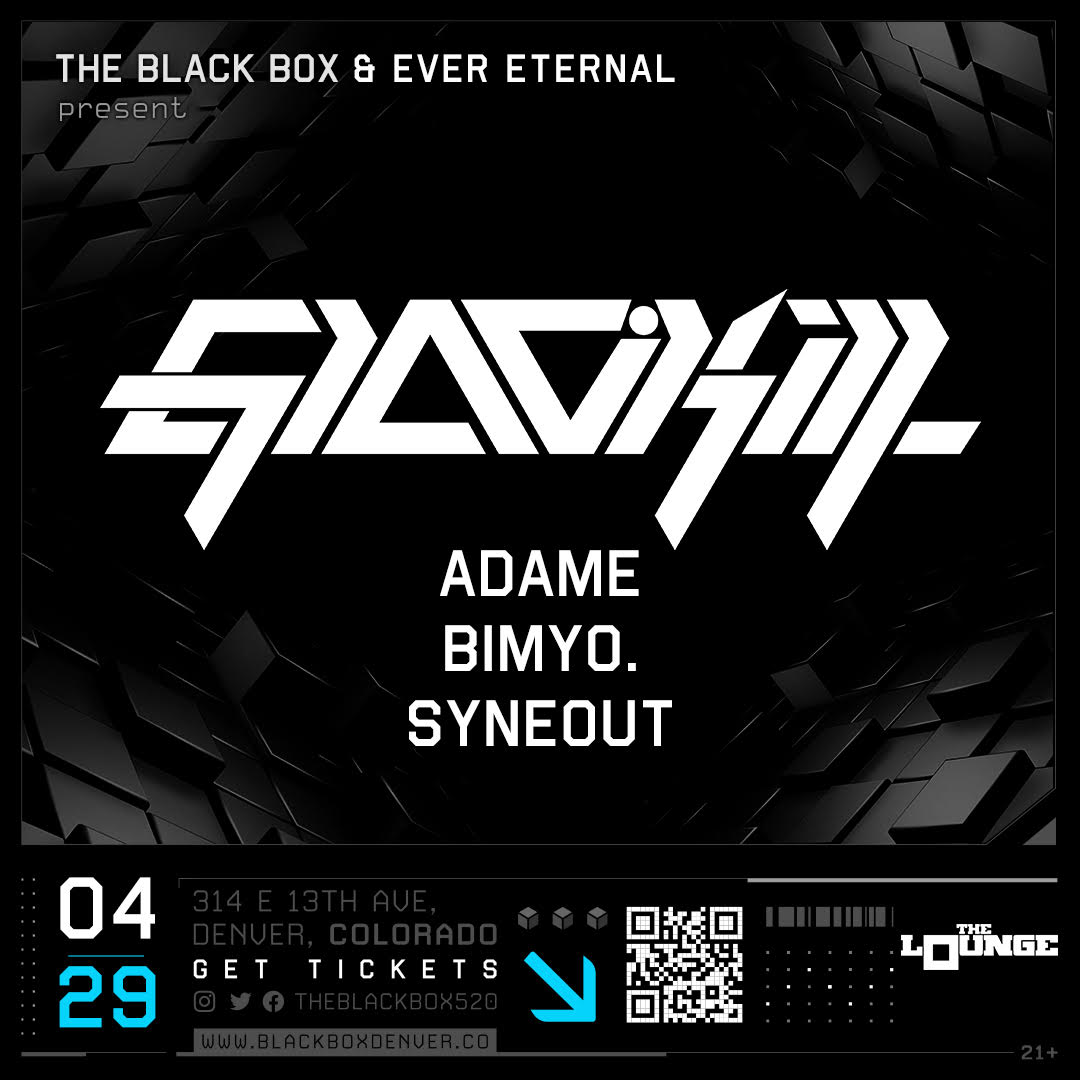 THE BLACK BOX & EVER ETERNAL
present
ADAME
BIMYO.
SYNEOUT
04
29
314 E 13TH AVE,
DENVER, COLORADO
GET TICKETS
THEBLACKBOX520
WWW.BLACKBOXDENVER.CO
THE
LOUNGE
21+